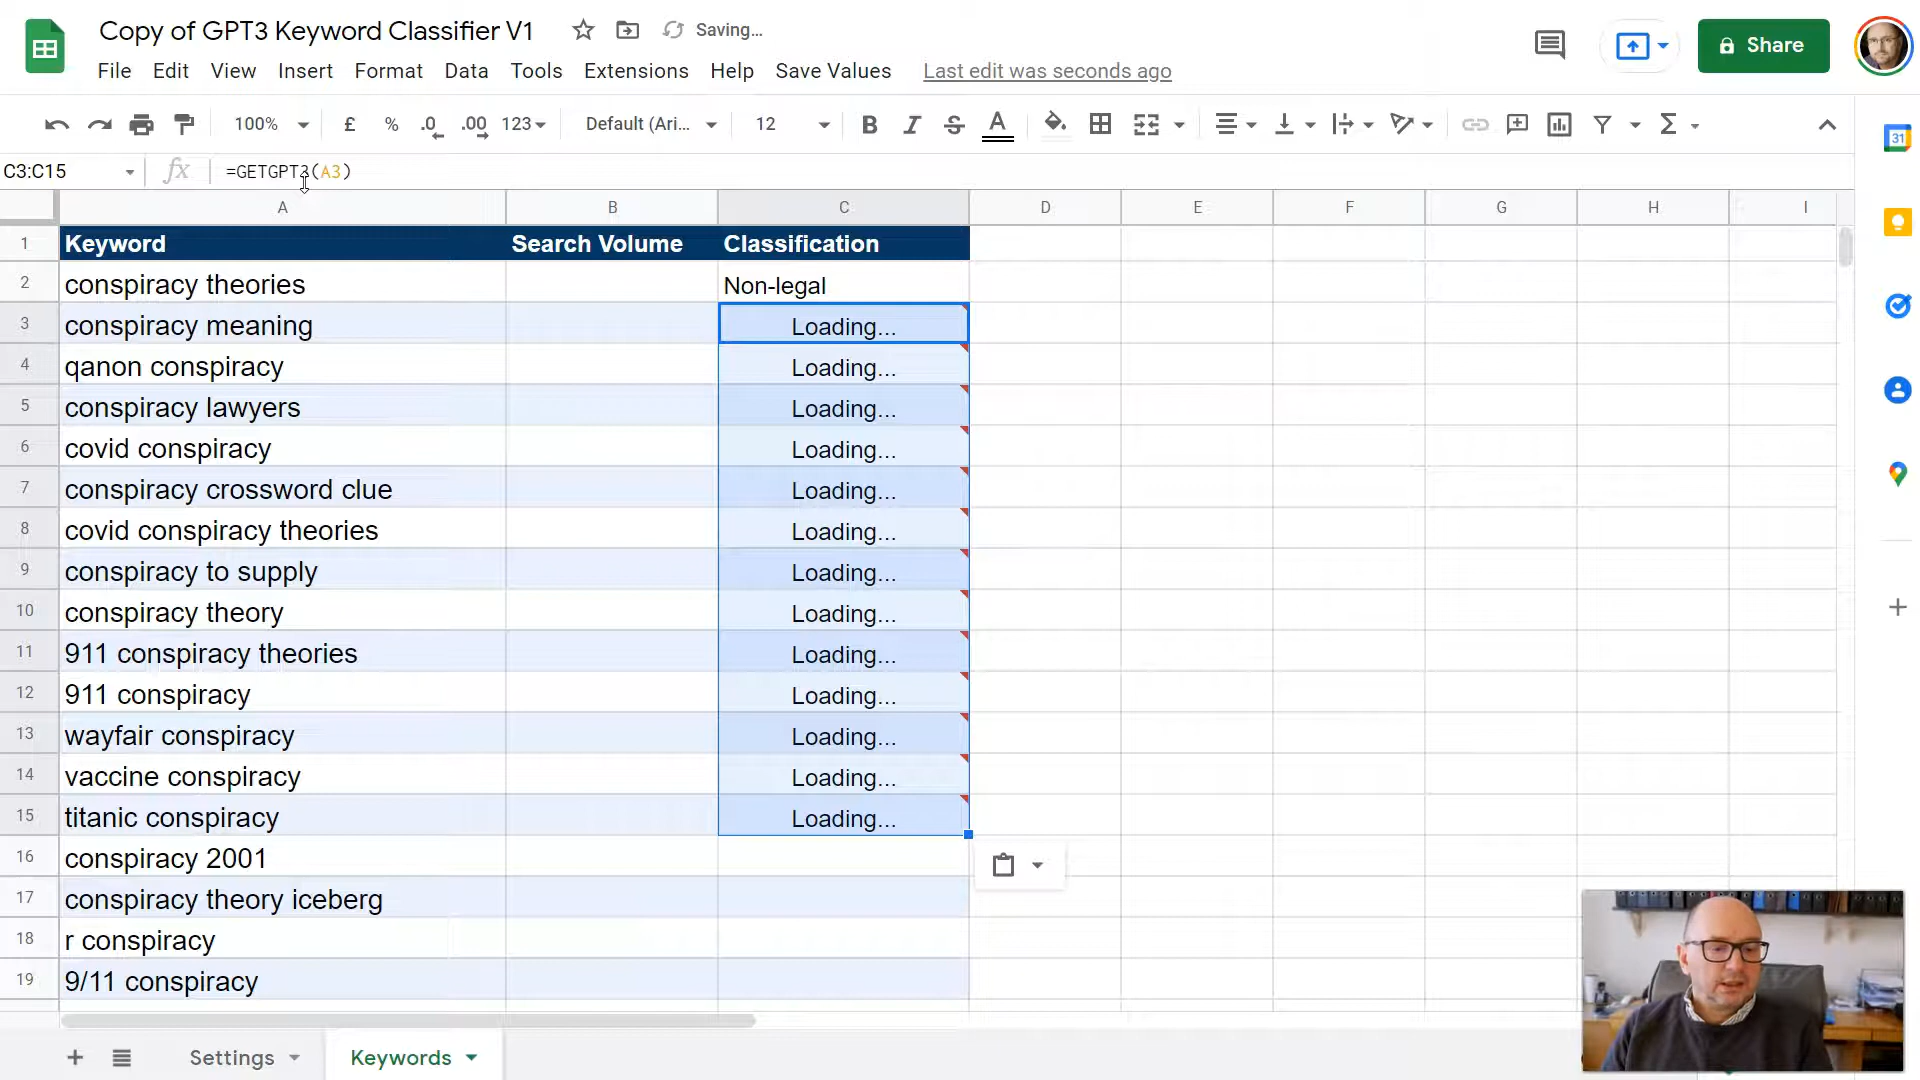 Copy of GPT3 Keyword Classifier V1 Saving...
Share
File Edit View Insert Format Data Tools Extensions Help Save Values Last edit was seconds ago
100% £ % .0 .00 123 Default (Ari... 12 B I S A Σ
31
C3:C15 fx =GETGPT3(A3)
A B C D E F G H I
1 Keyword Search Volume Classification
2 conspiracy theories Non-legal
3 conspiracy meaning Loading...
4 qanon conspiracy Loading...
5 conspiracy lawyers Loading...
6 covid conspiracy Loading...
7 conspiracy crossword clue Loading...
8 covid conspiracy theories Loading...
9 conspiracy to supply Loading...
10 conspiracy theory Loading...
11 911 conspiracy theories Loading...
12 911 conspiracy Loading...
13 wayfair conspiracy Loading...
14 vaccine conspiracy Loading...
15 titanic conspiracy Loading...
16 conspiracy 2001
17 conspiracy theory iceberg
18 r conspiracy
19 9/11 conspiracy
Settings Keywords